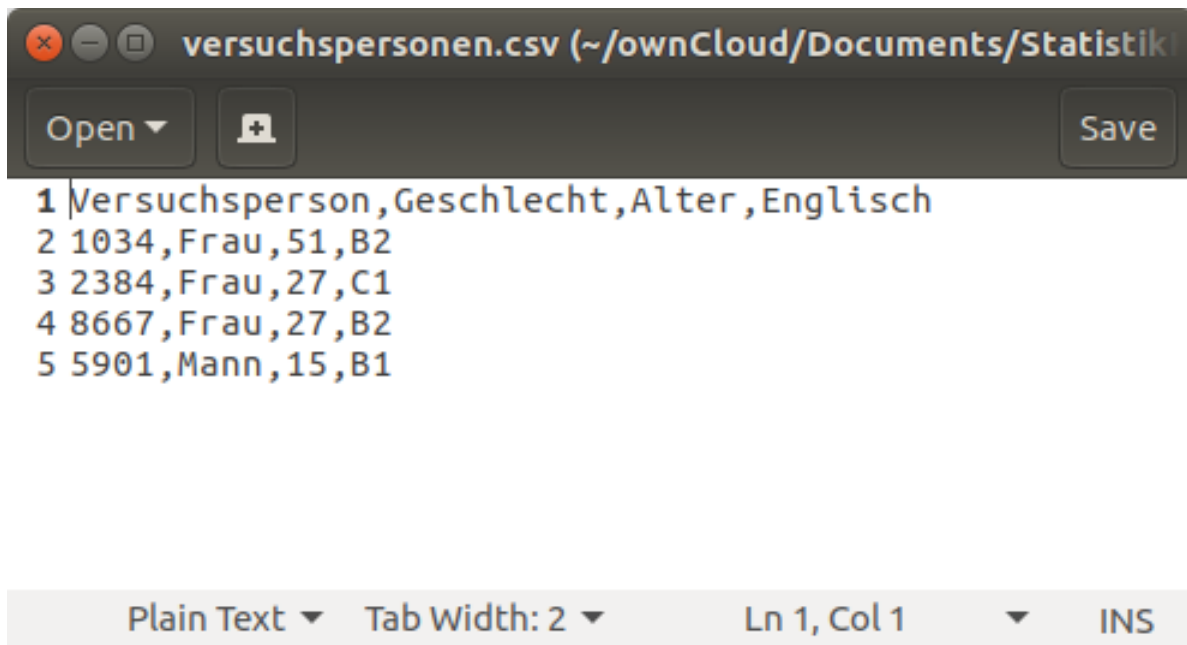 versuchspersonen.csv (~/ownCloud/Documents/Statistik
Open Save
1 Versuchsperson,Geschlecht,Alter,Englisch
2 1034,Frau,51,B2
3 2384,Frau,27,C1
4 8667,Frau,27,B2
5 5901,Mann,15,B1
Plain Text Tab Width: 2 Ln 1, Col 1 INS